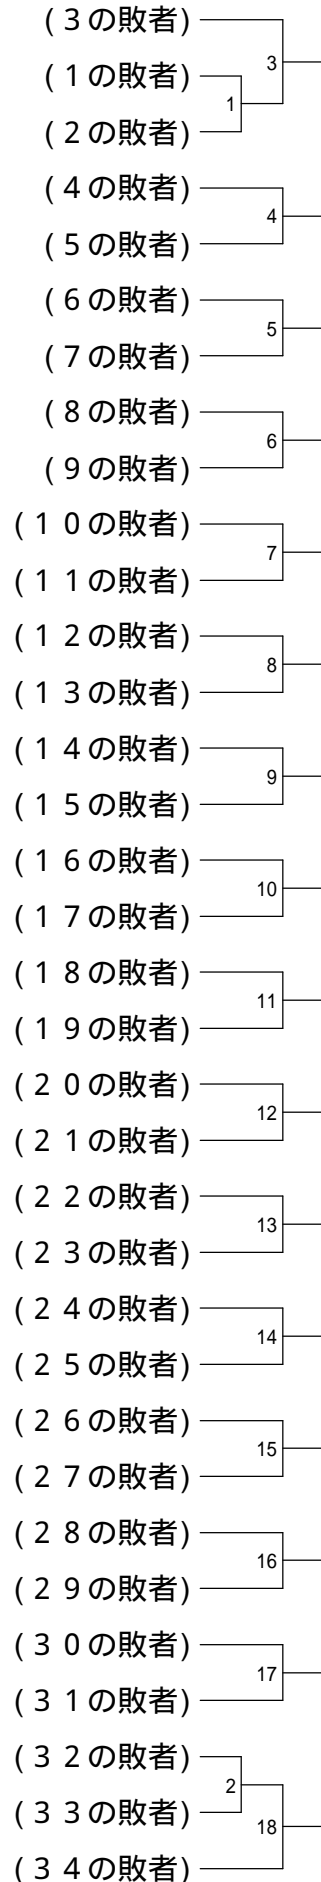 (３の敗者)
3
(１の敗者)
1
(２の敗者)
(４の敗者)
4
(５の敗者)
(６の敗者)
5
(７の敗者)
(８の敗者)
6
(９の敗者)
(１０の敗者)
7
(１１の敗者)
(１２の敗者)
8
(１３の敗者)
(１４の敗者)
9
(１５の敗者)
(１６の敗者)
10
(１７の敗者)
(１８の敗者)
11
(１９の敗者)
(２０の敗者)
12
(２１の敗者)
(２２の敗者)
13
(２３の敗者)
(２４の敗者)
14
(２５の敗者)
(２６の敗者)
15
(２７の敗者)
(２８の敗者)
16
(２９の敗者)
(３０の敗者)
17
(３１の敗者)
(３２の敗者)
2
(３３の敗者)
18
(３４の敗者)